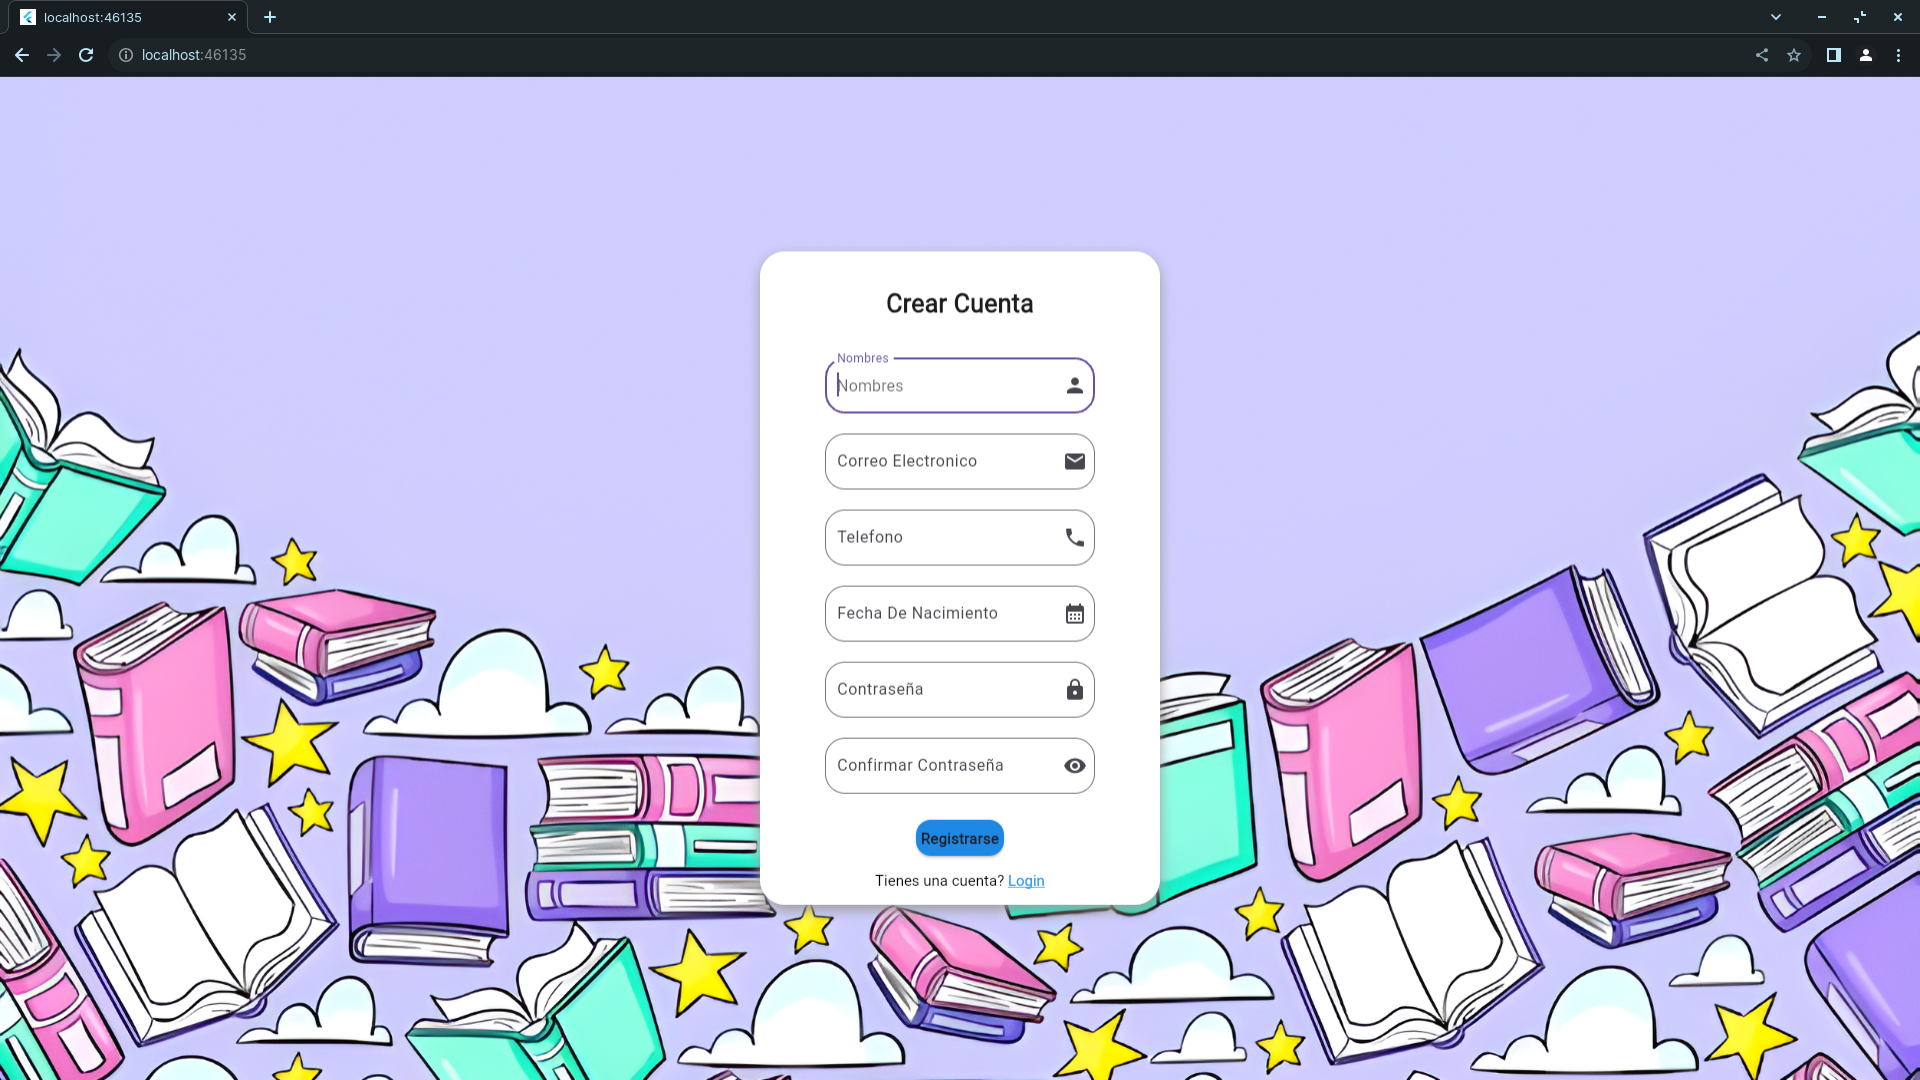 localhost:46135
localhost:46135
Crear Cuenta
Nombres
Nombres
Correo Electronico
Telefono
Fecha De Nacimiento
Contraseña
Confirmar Contraseña
Registrarse
Tienes una cuenta? Login